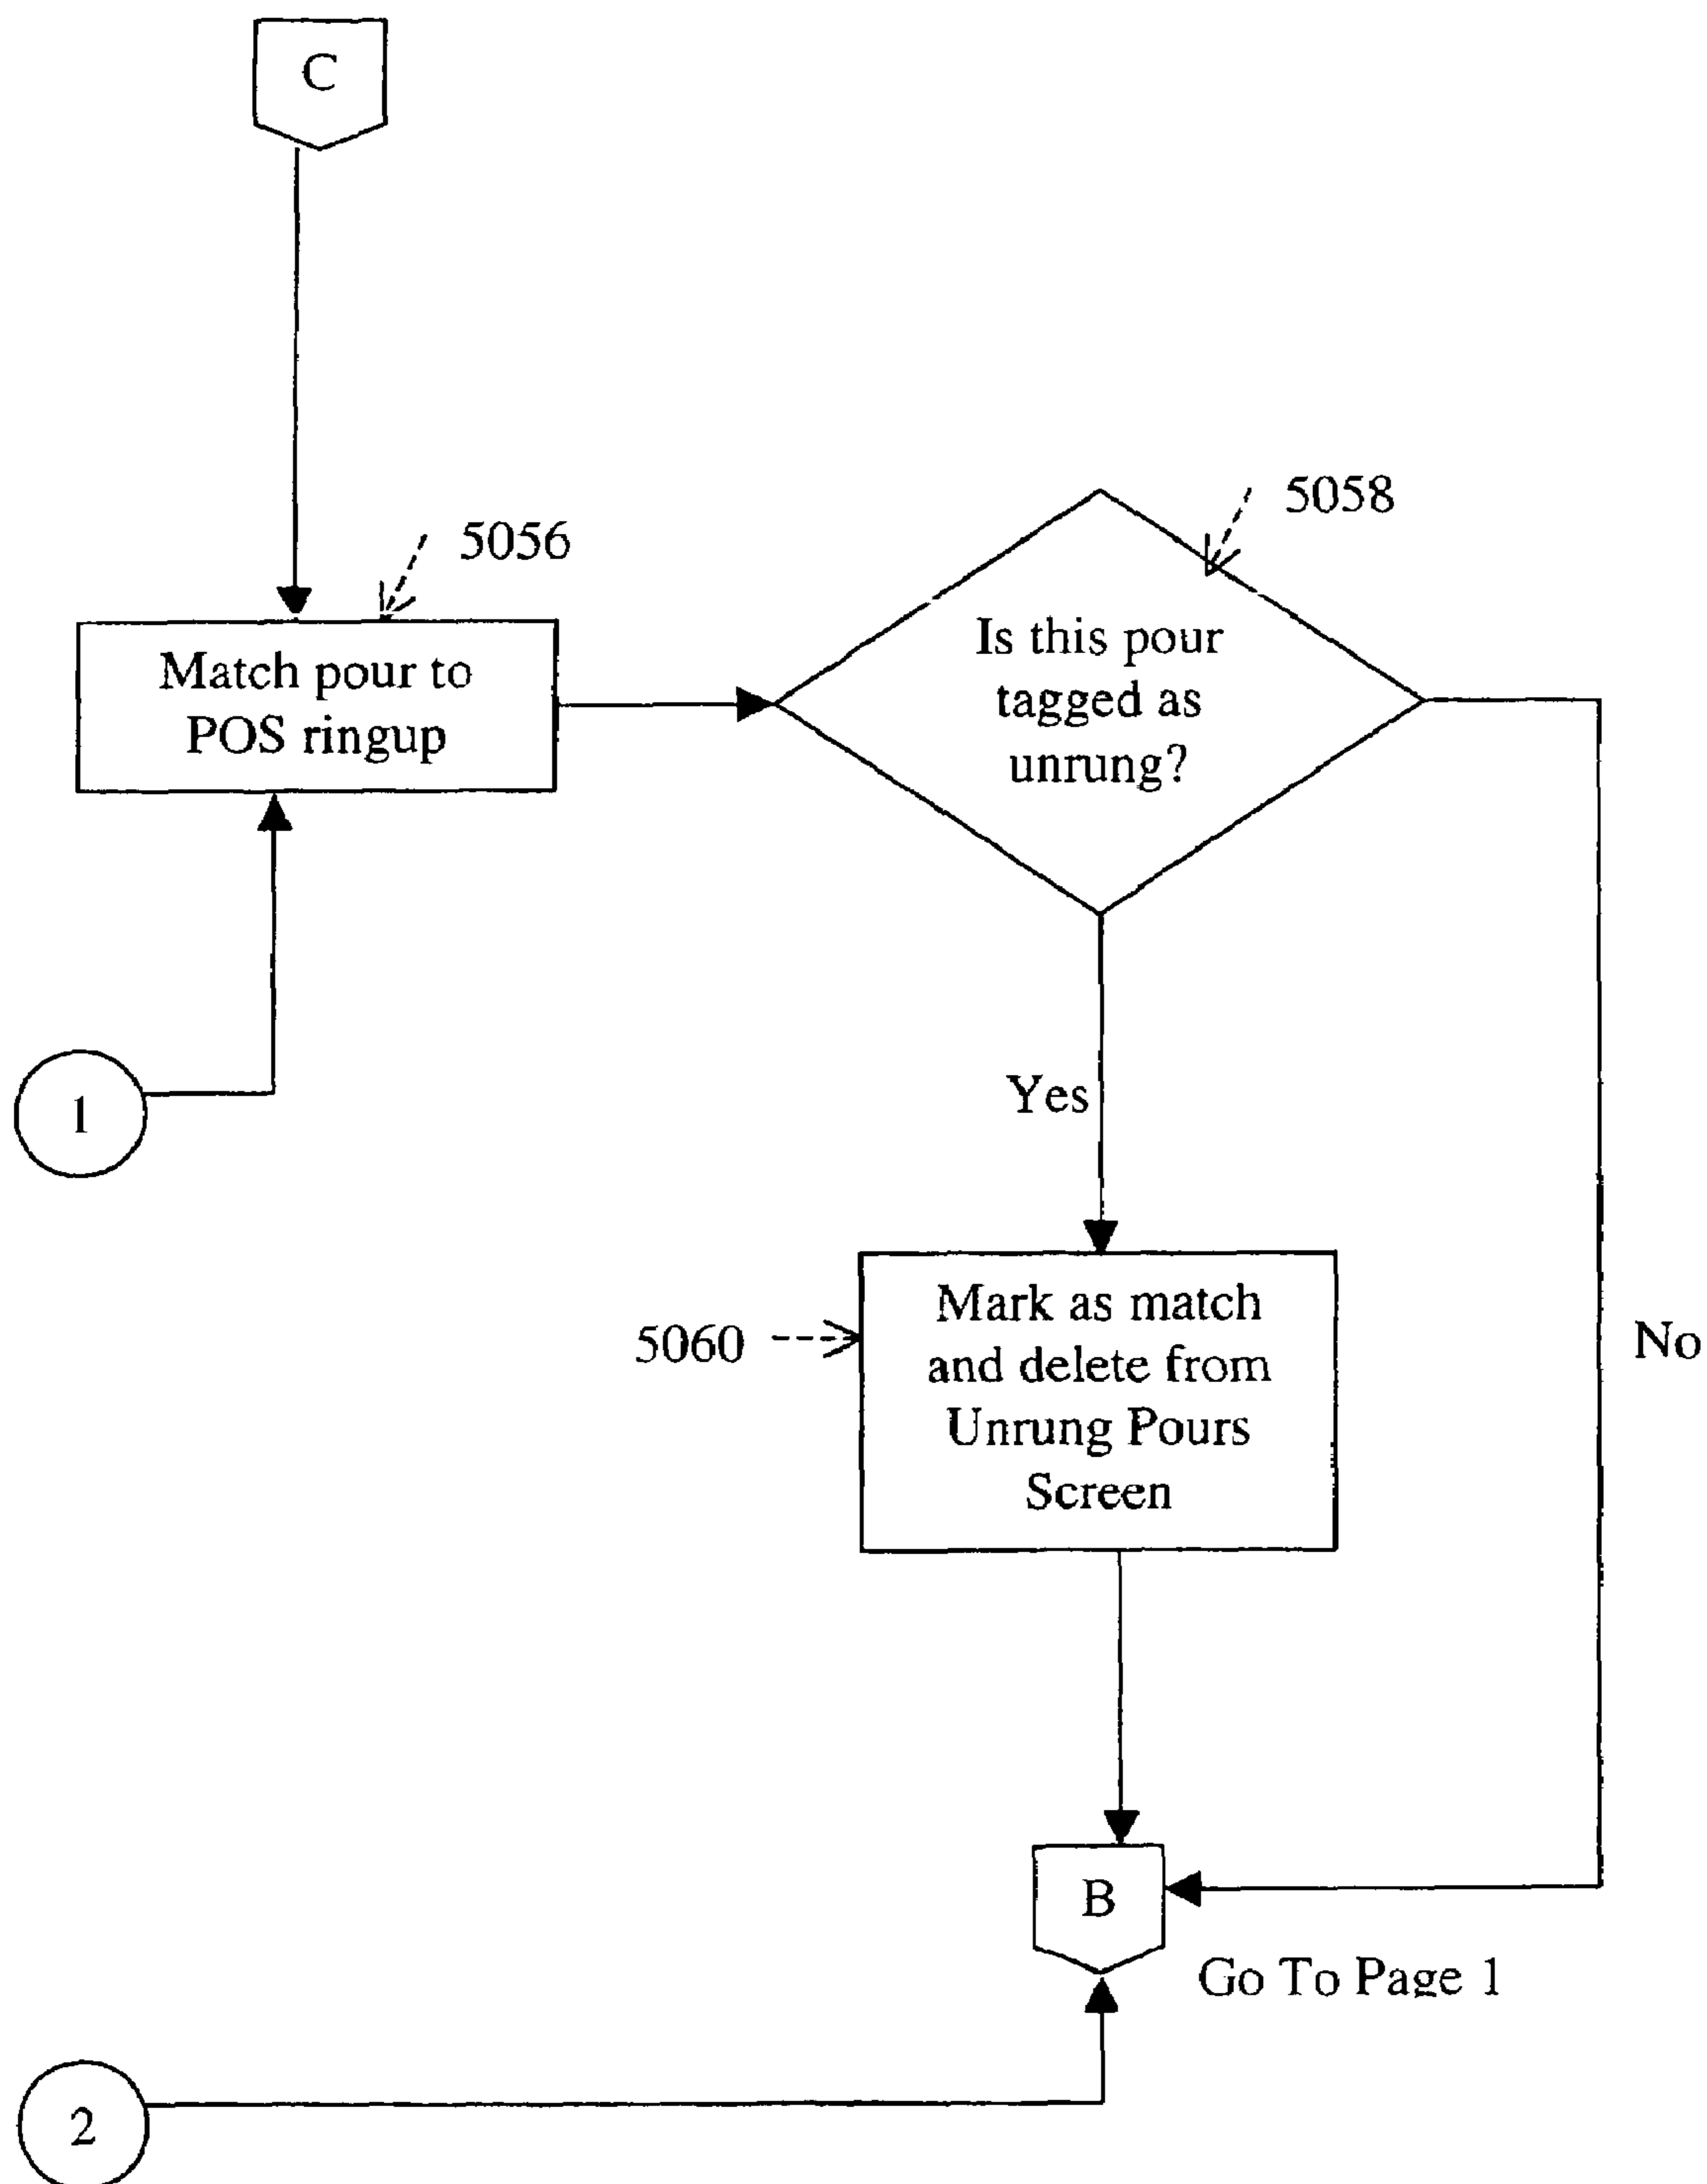 C
5056
5058
Match pour to
POS ringup
Is this pour
tagged as
unrung?
1
Yes
5060
Mark as match
and delete from
Unrung Pours
Screen
No
B
Go To Page 1
2